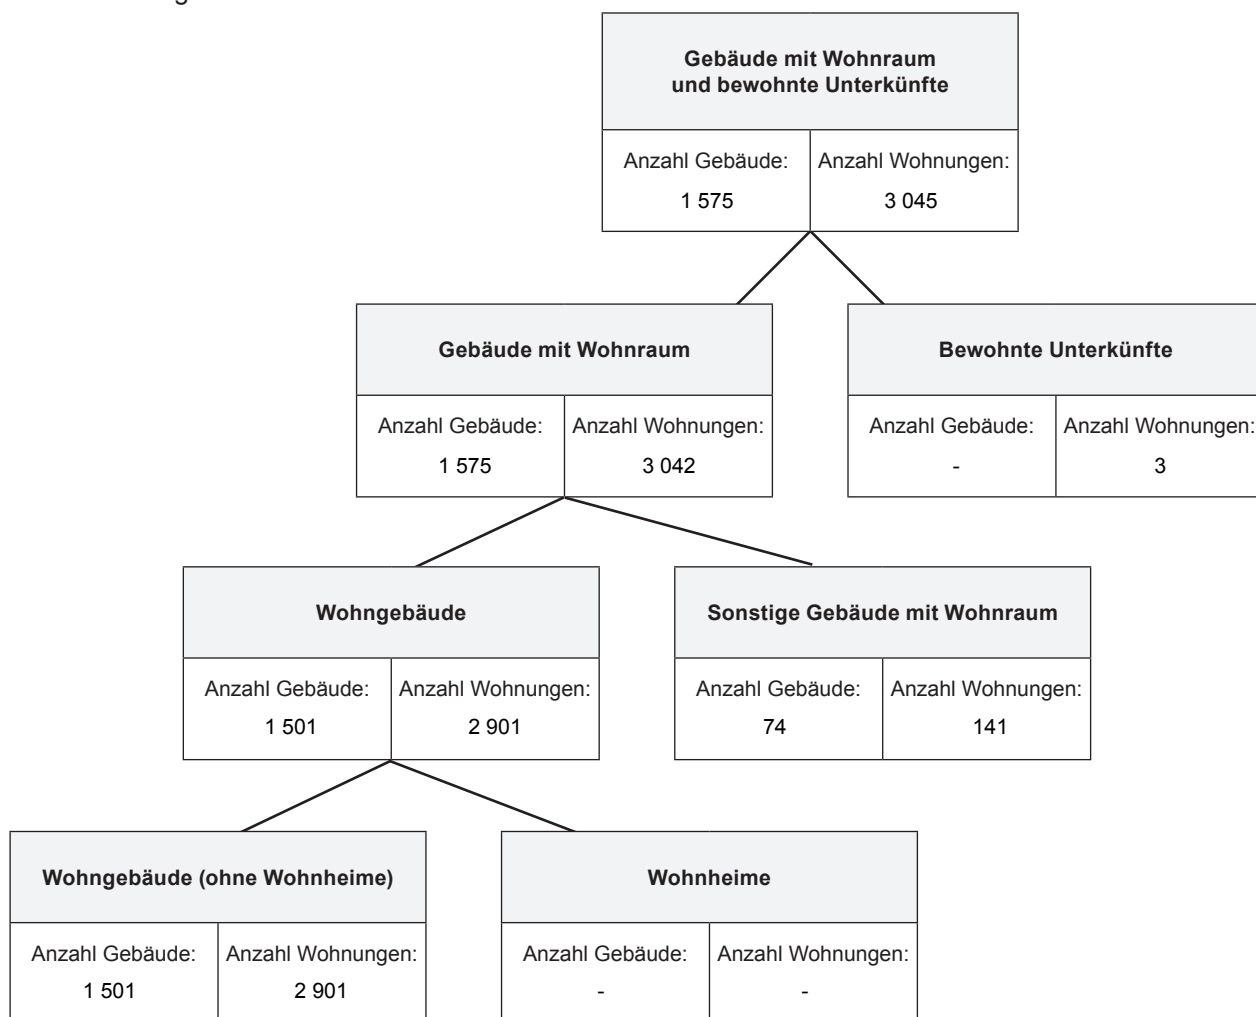 Gebäude mit Wohnraum
und bewohnte Unterkünfte
Anzahl Gebäude: Anzahl Wohnungen:
1 575 3 045
Gebäude mit Wohnraum
Anzahl Gebäude: Anzahl Wohnungen:
1 575 3 042
Bewohnte Unterkünfte
Anzahl Gebäude: Anzahl Wohnungen:
- 3
Wohngebäude
Anzahl Gebäude: Anzahl Wohnungen:
1 501 2 901
Sonstige Gebäude mit Wohnraum
Anzahl Gebäude: Anzahl Wohnungen:
74 141
Wohngebäude (ohne Wohnheime)
Anzahl Gebäude: Anzahl Wohnungen:
1 501 2 901
Wohnheime
Anzahl Gebäude: Anzahl Wohnungen:
- -